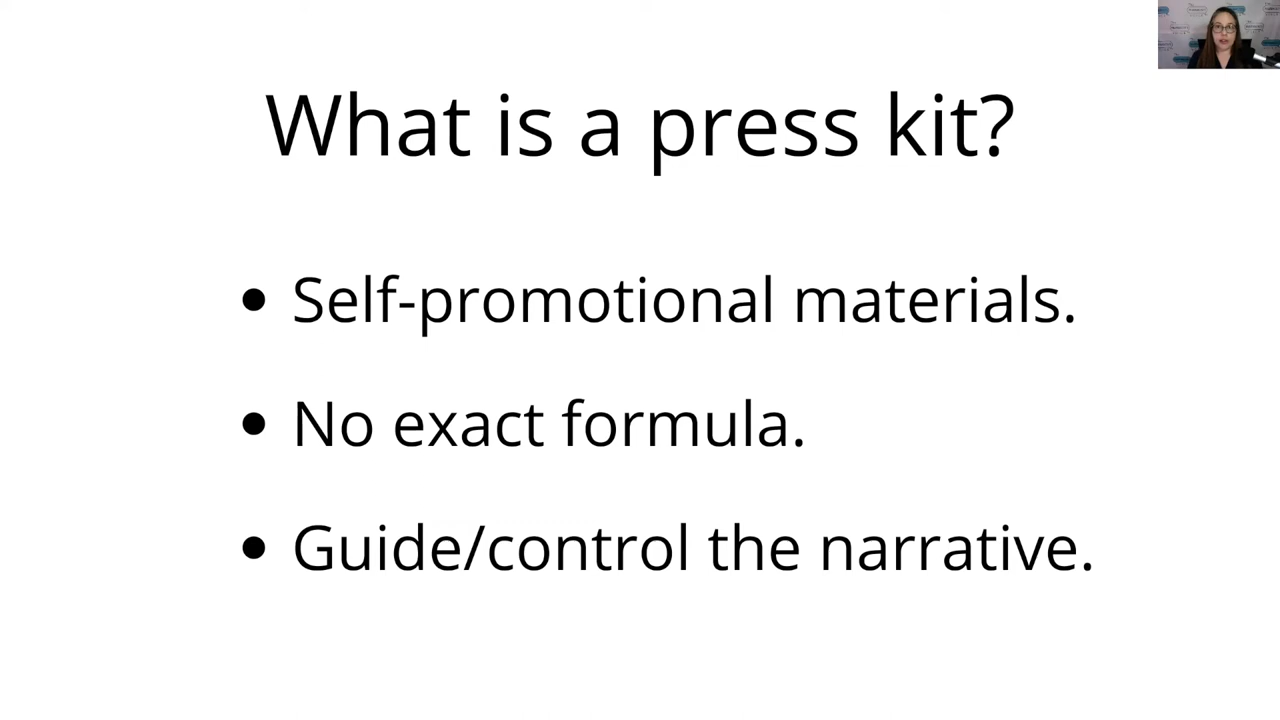 What is a press kit?
• Self-promotional materials.
• No exact formula.
• Guide/control the narrative.